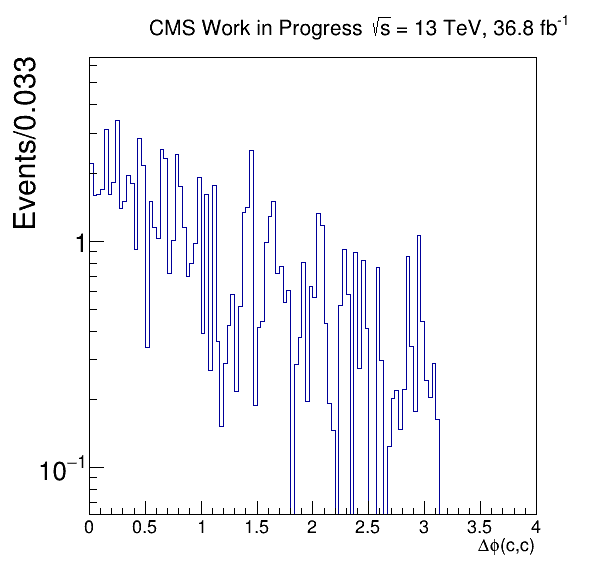 CMS Work in Progress √s = 13 TeV, 36.8 fb⁻¹
Events/0.033
1
10⁻¹
0 0.5 1 1.5 2 2.5 3 3.5 4
Δϕ(c,c)